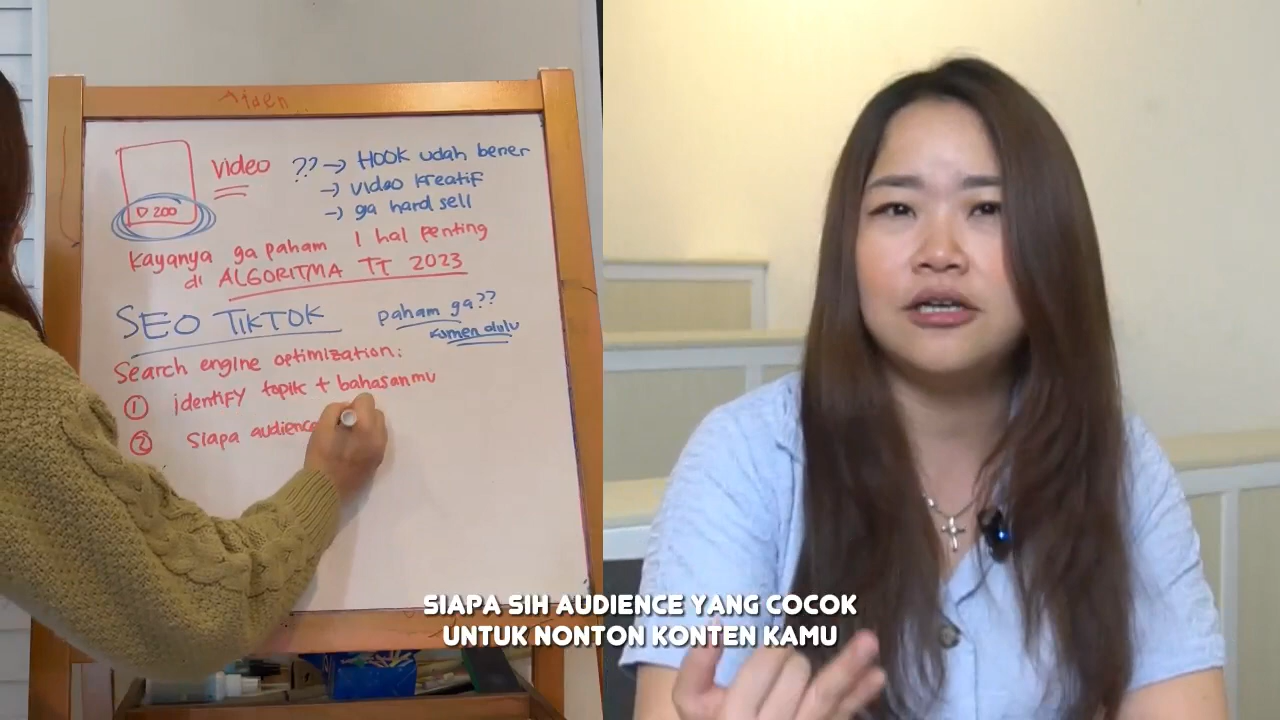 Aiden
video ?? → HOOK udah bener
→ video kreatif
▷ 200 → ga hard sell
kayanya ga paham 1 hal penting
di ALGORITMA TT 2023
SEO TIKTOK paham ga??
komen dulu
Search engine optimization:
① identify topik + bahasanmu
② Siapa audience
SIAPA SIH AUDIENCE YANG COCOK
UNTUK NONTON KONTEN KAMU